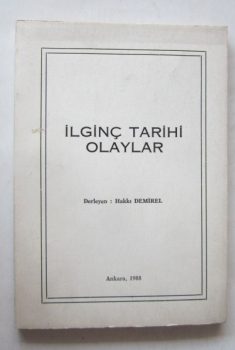 İLGİNÇ TARİHİ
OLAYLAR
Derleyen : Hakkı DEMİREL
Ankara, 1988